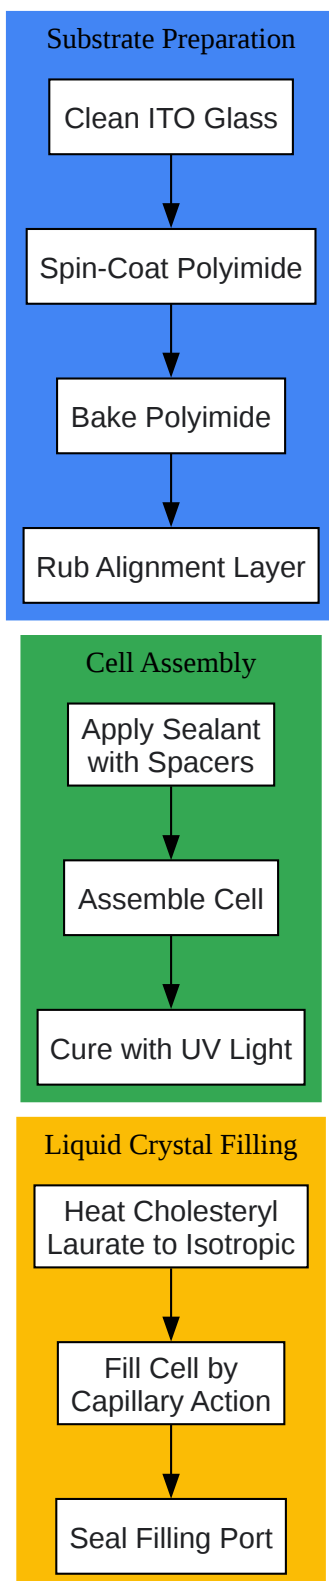 Substrate Preparation
Clean ITO Glass
Spin-Coat Polyimide
Bake Polyimide
Rub Alignment Layer
Cell Assembly
Apply Sealant
with Spacers
Assemble Cell
Cure with UV Light
Liquid Crystal Filling
Heat Cholesteryl
Laurate to Isotropic
Fill Cell by
Capillary Action
Seal Filling Port